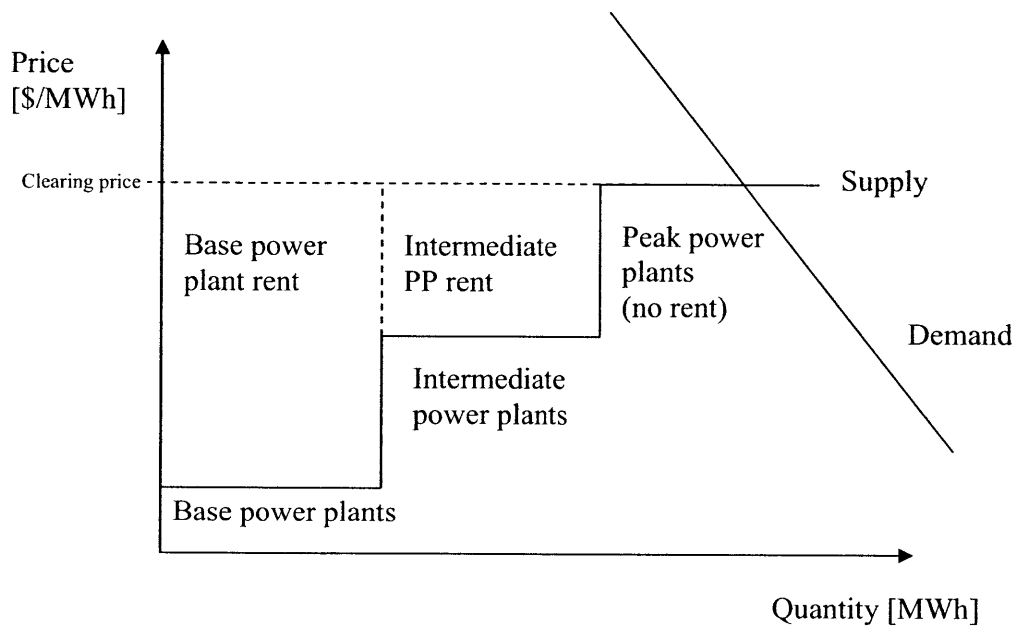 Price
[$/MWh]
Clearing price
Supply
Base power
plant rent
Intermediate
PP rent
Peak power
plants
(no rent)
Demand
Intermediate
power plants
Base power plants
Quantity [MWh]